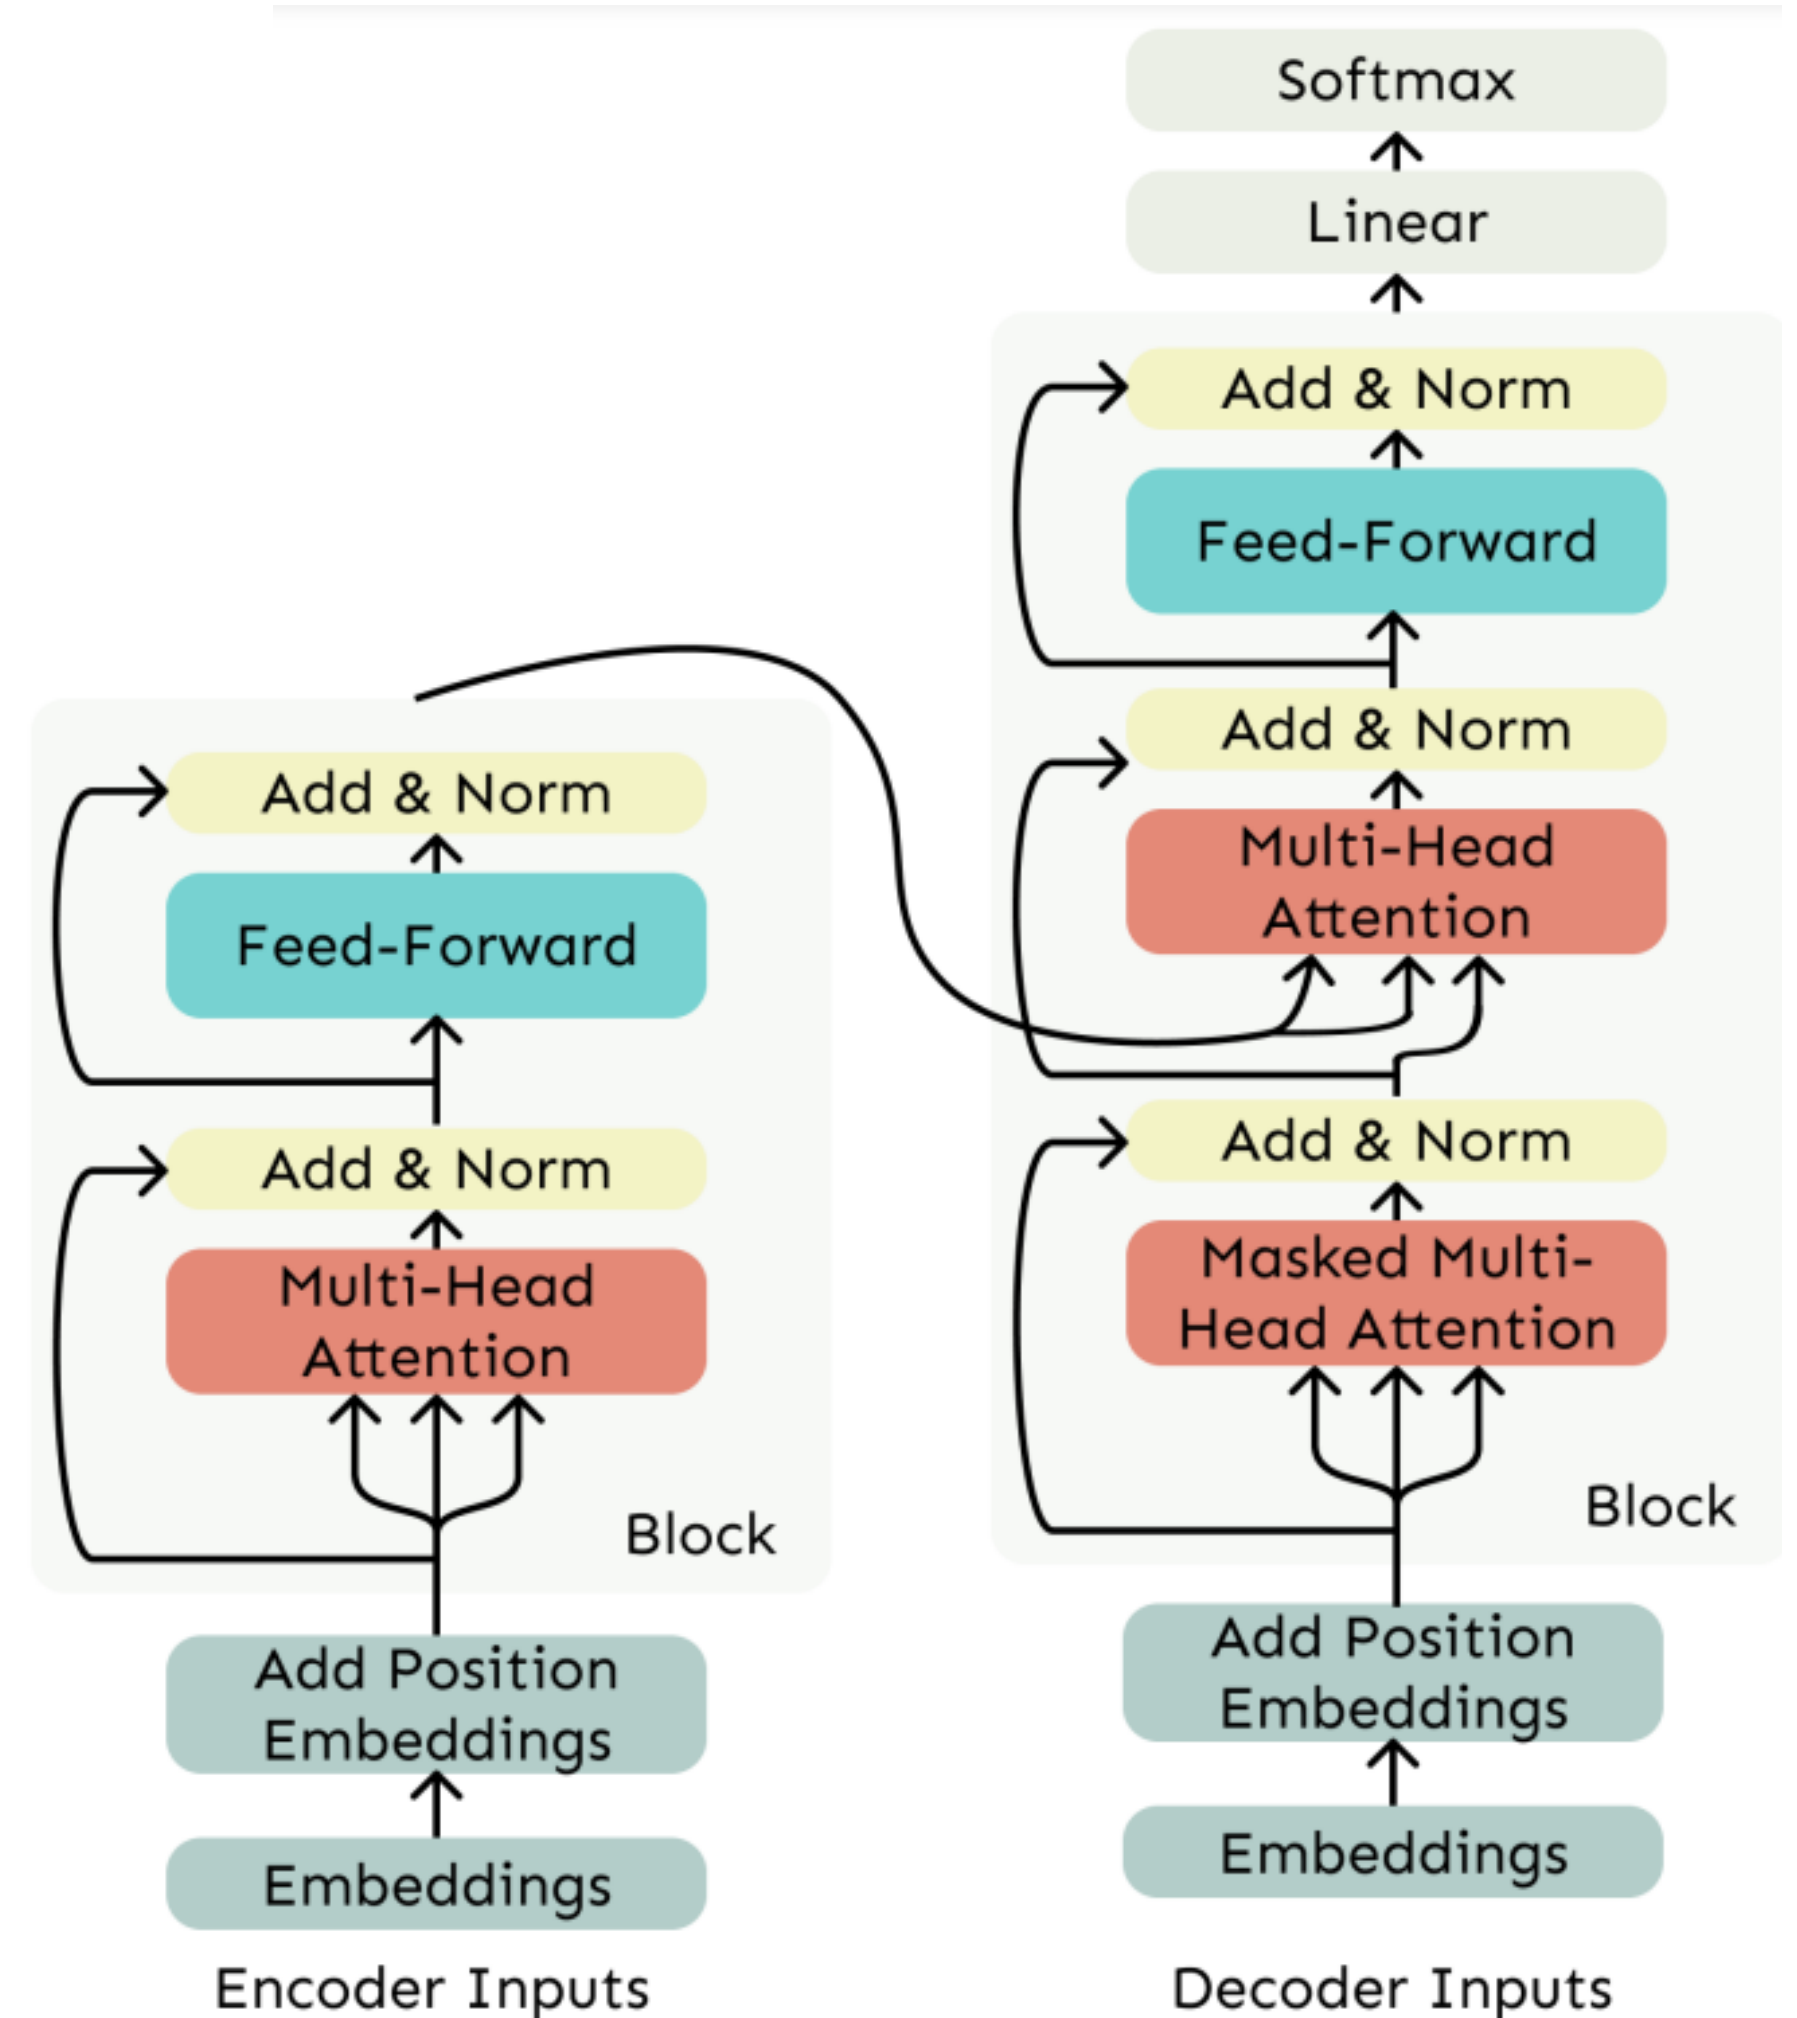 Softmax
Linear
Add & Norm
Feed-Forward
Add & Norm
Multi-Head
Attention
Add & Norm
Masked Multi-
Head Attention
Block
Add Position
Embeddings
Embeddings
Decoder Inputs
Add & Norm
Feed-Forward
Add & Norm
Multi-Head
Attention
Block
Add Position
Embeddings
Embeddings
Encoder Inputs